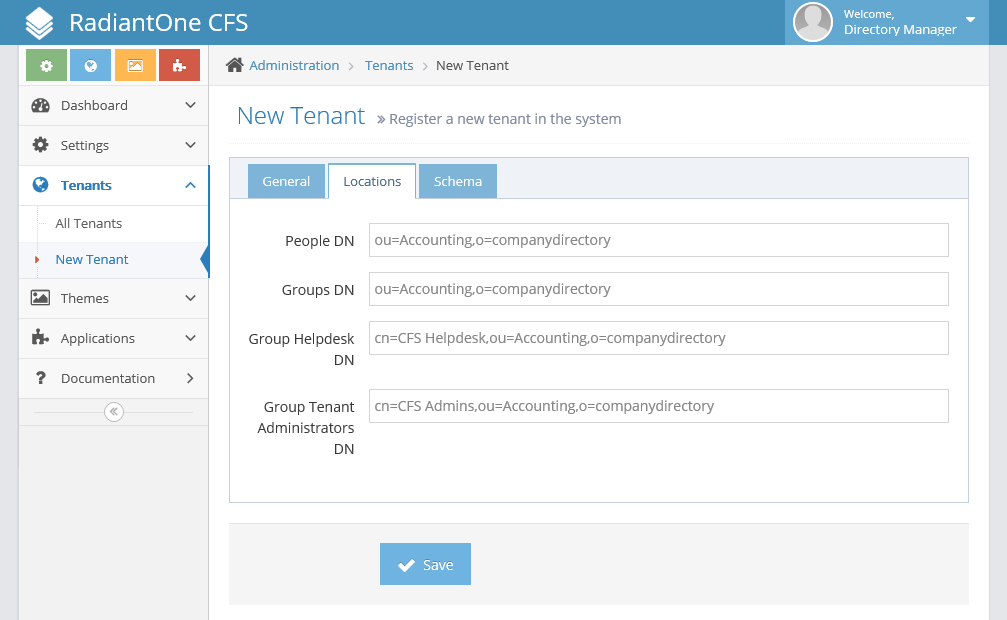 RadiantOne CFS
Welcome,
Directory Manager
Administration > Tenants > New Tenant
Dashboard
Settings
Tenants
All Tenants
New Tenant
Themes
Applications
? Documentation
New Tenant » Register a new tenant in the system
General Locations Schema
People DN ou=Accounting,o=companydirectory
Groups DN ou=Accounting,o=companydirectory
Group Helpdesk cn=CFS Helpdesk,ou=Accounting,o=companydirectory
DN
Group Tenant cn=CFS Admins,ou=Accounting,o=companydirectory
Administrators
DN
Save